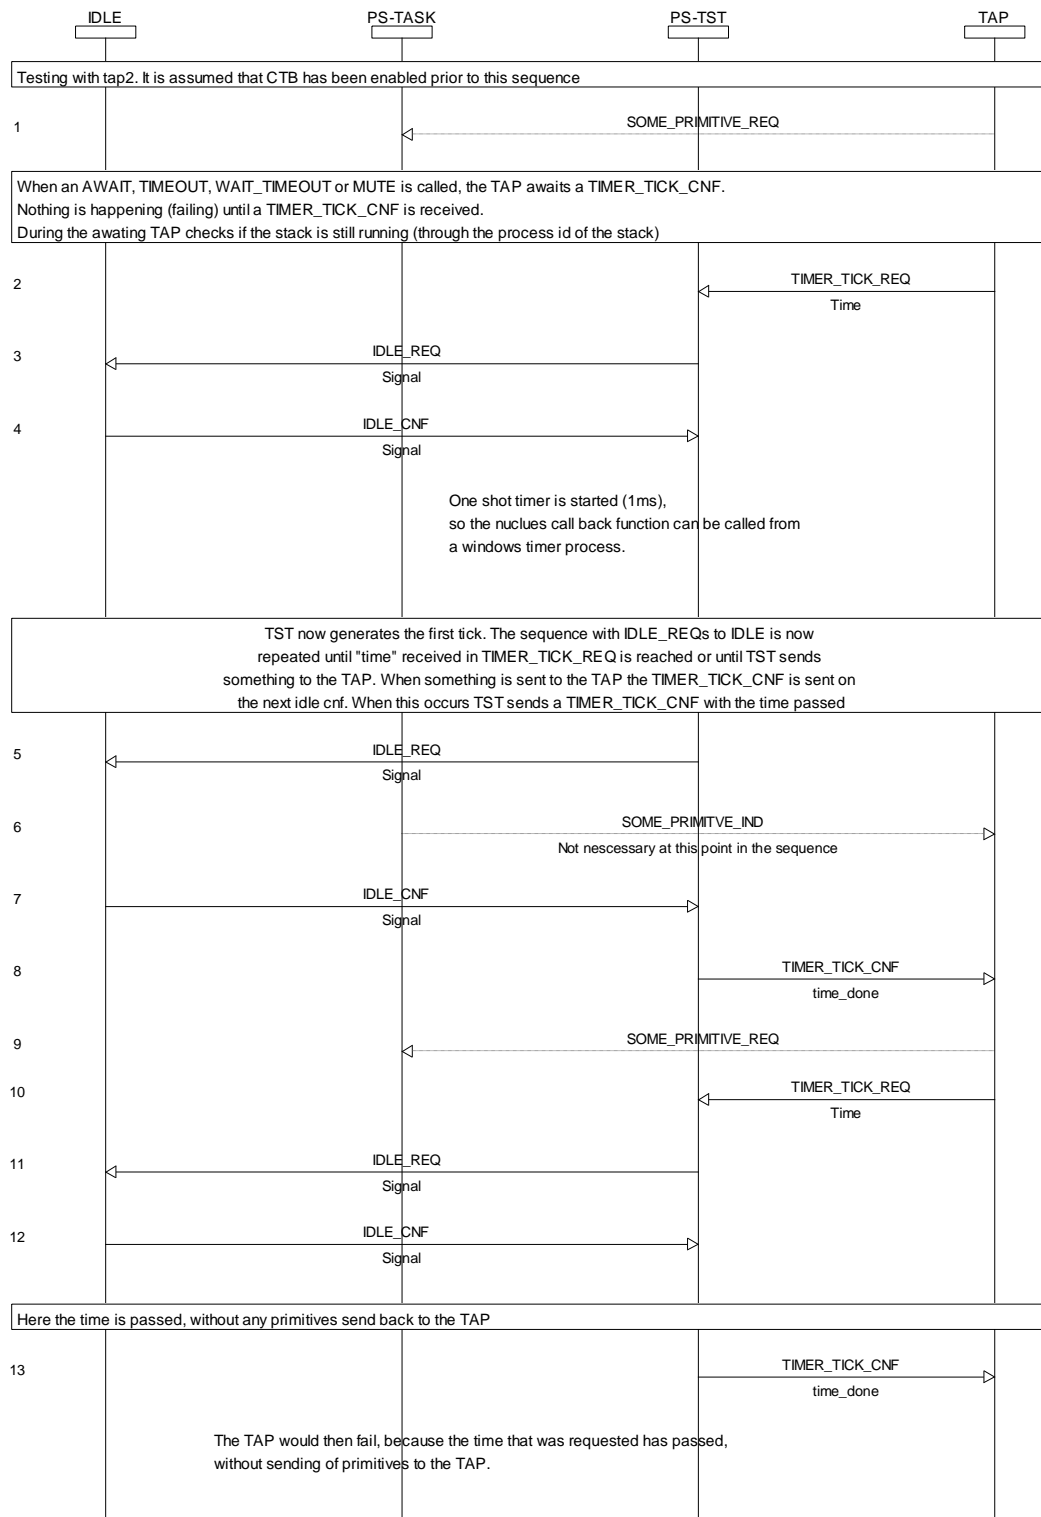 IDLE PS-TASK PS-TST TAP
Testing with tap2. It is assumed that CTB has been enabled prior to this sequence
1 SOME_PRIMITIVE_REQ
When an AWAIT, TIMEOUT, WAIT_TIMEOUT or MUTE is called, the TAP awaits a TIMER_TICK_CNF.
Nothing is happening (failing) until a TIMER_TICK_CNF is received.
During the awating TAP checks if the stack is still running (through the process id of the stack)
2 TIMER_TICK_REQ
Time
3 IDLE_REQ
Signal
4 IDLE_CNF
Signal
One shot timer is started (1ms),
so the nuclues call back function can be called from
a windows timer process.
TST now generates the first tick. The sequence with IDLE_REQs to IDLE is now
repeated until "time" received in TIMER_TICK_REQ is reached or until TST sends
something to the TAP. When something is sent to the TAP the TIMER_TICK_CNF is sent on
the next idle cnf. When this occurs TST sends a TIMER_TICK_CNF with the time passed
5 IDLE_REQ
Signal
6 SOME_PRIMITVE_IND
Not nescessary at this point in the sequence
7 IDLE_CNF
Signal
8 TIMER_TICK_CNF
time_done
9 SOME_PRIMITIVE_REQ
10 TIMER_TICK_REQ
Time
11 IDLE_REQ
Signal
12 IDLE_CNF
Signal
Here the time is passed, without any primitives send back to the TAP
13 TIMER_TICK_CNF
time_done
The TAP would then fail, because the time that was requested has passed,
without sending of primitives to the TAP.